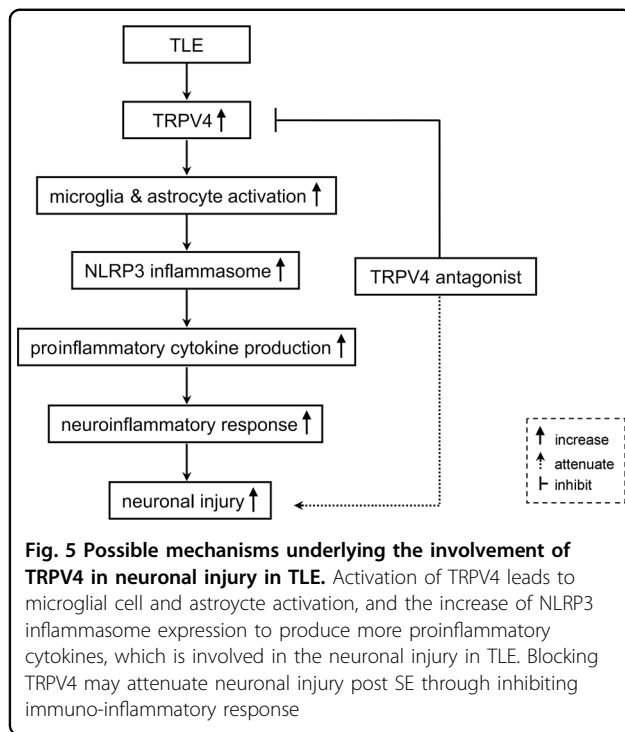 TLE
TRPV4 ↑
microglia & astrocyte activation ↑
NLRP3 inflammasome ↑
TRPV4 antagonist
proinflammatory cytokine production ↑
neuroinflammatory response ↑
neuronal injury ↑
increase
attenuate
inhibit
Fig. 5 Possible mechanisms underlying the involvement of
TRPV4 in neuronal injury in TLE. Activation of TRPV4 leads to
microglial cell and astroycte activation, and the increase of NLRP3
inflammasome expression to produce more proinflammatory
cytokines, which is involved in the neuronal injury in TLE. Blocking
TRPV4 may attenuate neuronal injury post SE through inhibiting
immuno-inflammatory response